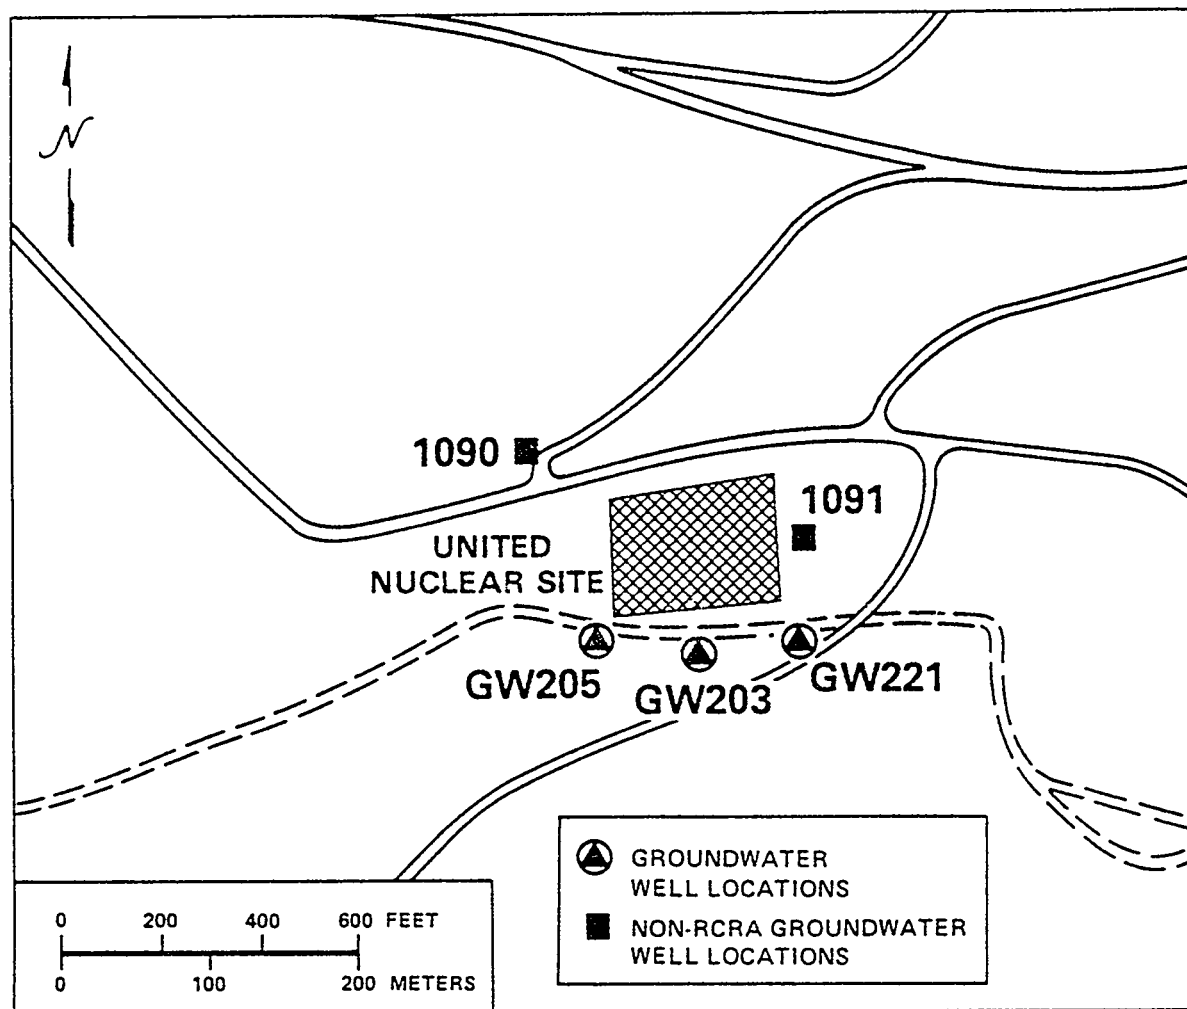 N
1090
1091
UNITED
NUCLEAR SITE
GW205
GW203
GW221
GROUNDWATER
WELL LOCATIONS
NON-RCRA GROUNDWATER
WELL LOCATIONS
0 200 400 600 FEET
0 100 200 METERS